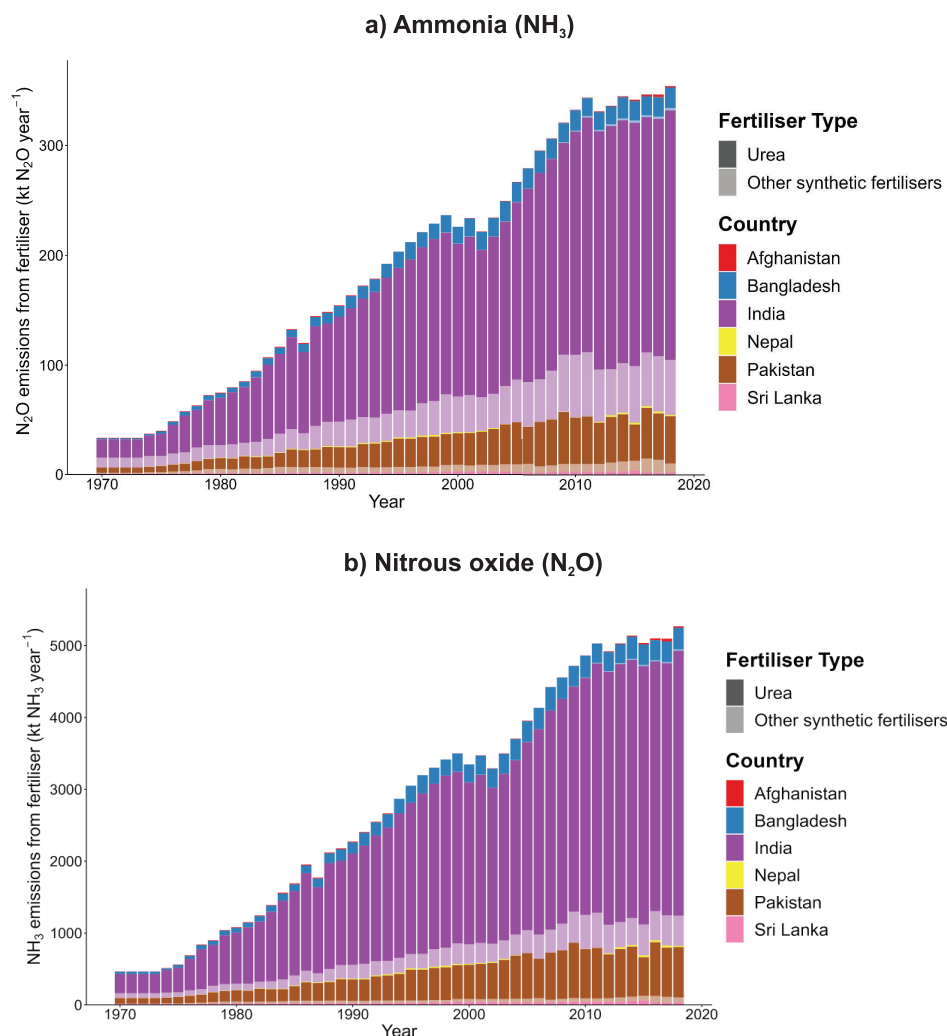 a) Ammonia (NH₃)
N₂O emissions from fertiliser (kt N₂O year⁻¹)
300
200
100
0
1970
1980
1990
2000
2010
2020
Year
Fertiliser Type
Urea
Other synthetic fertilisers
Country
Afghanistan
Bangladesh
India
Nepal
Pakistan
Sri Lanka
b) Nitrous oxide (N₂O)
NH₃ emissions from fertiliser (kt NH₃ year⁻¹)
5000
4000
3000
2000
1000
0
1970
1980
1990
2000
2010
2020
Year
Fertiliser Type
Urea
Other synthetic fertilisers
Country
Afghanistan
Bangladesh
India
Nepal
Pakistan
Sri Lanka